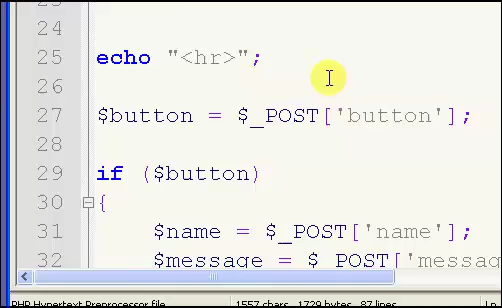 24
25 echo "<hr>";
26
27 $button = $_POST['button'];
28
29 if ($button)
30 {
31 $name = $_POST['name'];
32 $message = $_POST['messag
PHP Hypertext Preprocessor file 1557 chars 1729 bytes 87 lines Ln